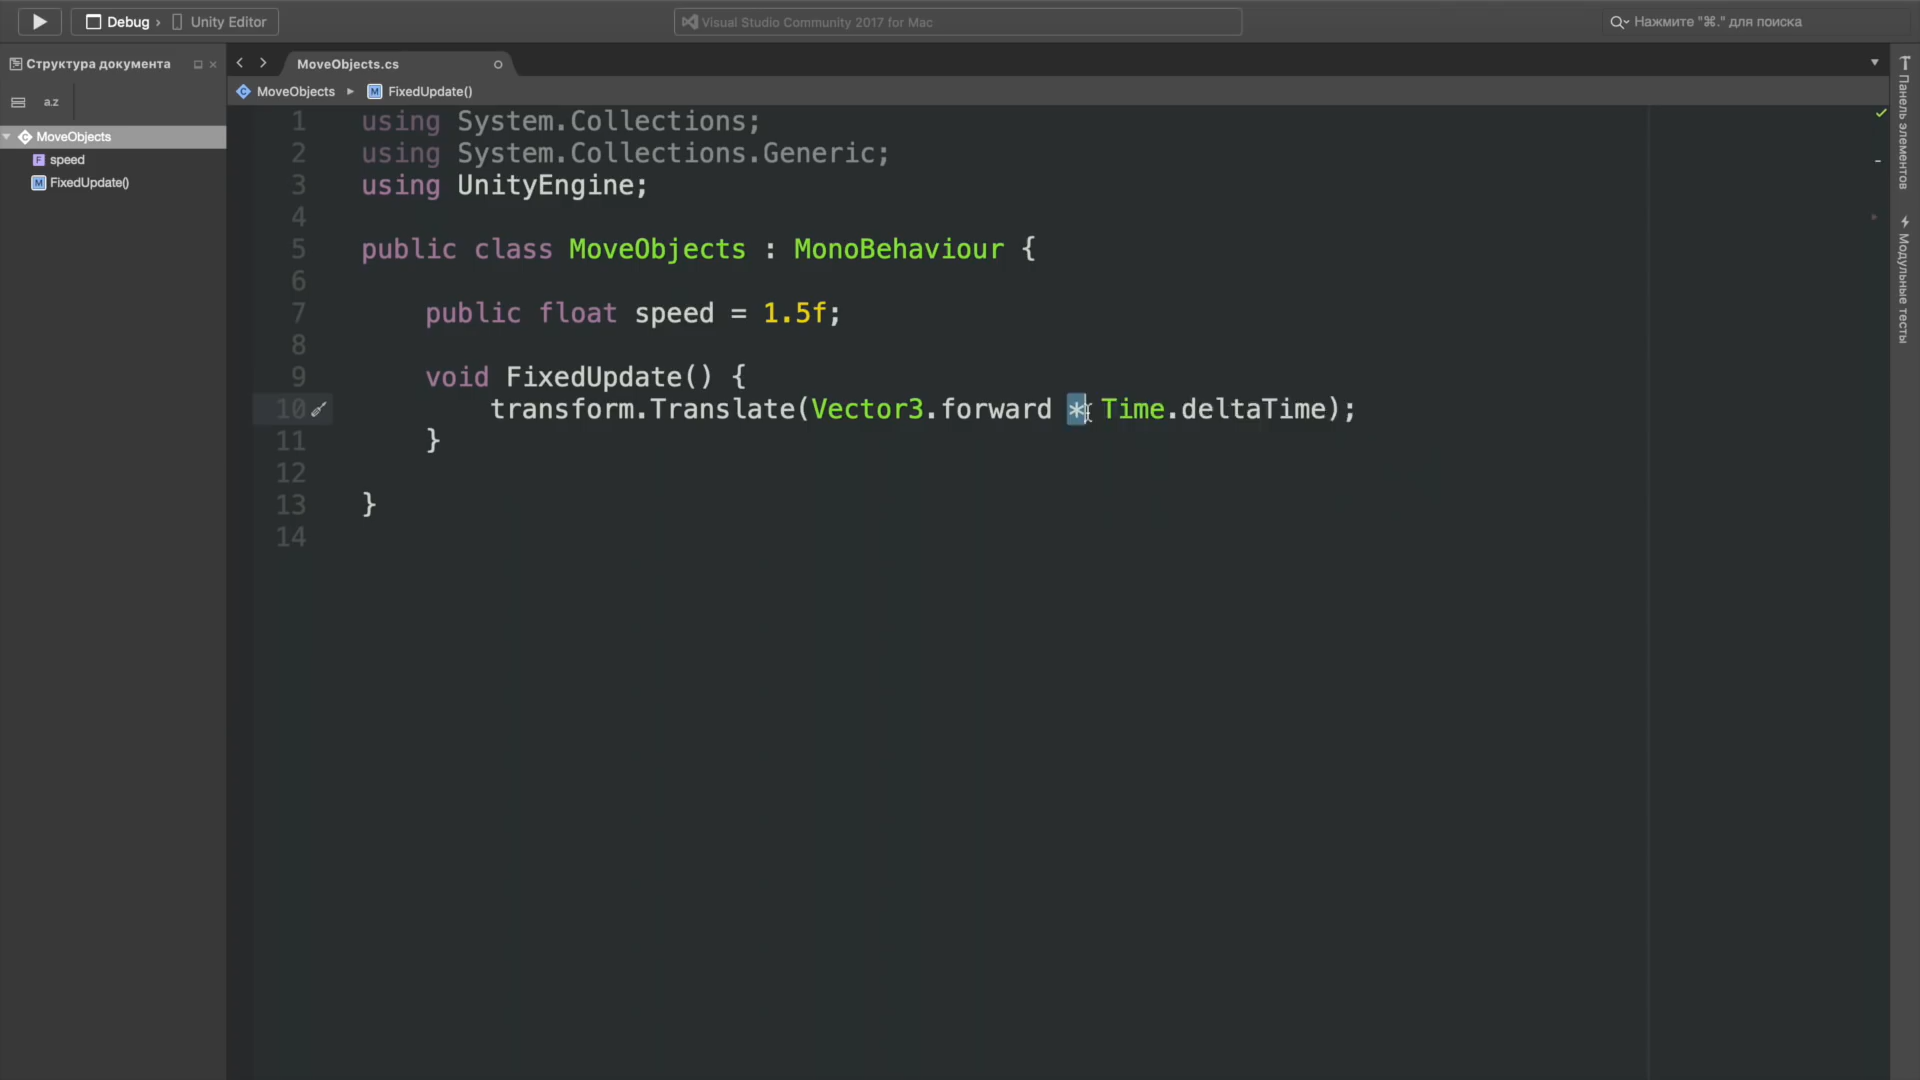 Debug › Unity Editor
Visual Studio Community 2017 for Mac
Нажмите "⌘." для поиска
Структура документа
a.z
MoveObjects
speed
FixedUpdate()
MoveObjects.cs
MoveObjects ▸ FixedUpdate()
1 using System.Collections;
2 using System.Collections.Generic;
3 using UnityEngine;
4
5 public class MoveObjects : MonoBehaviour {
6
7 public float speed = 1.5f;
8
9 void FixedUpdate() {
10 transform.Translate(Vector3.forward * Time.deltaTime);
11 }
12
13 }
14
Панель элементов
Модульные тесты